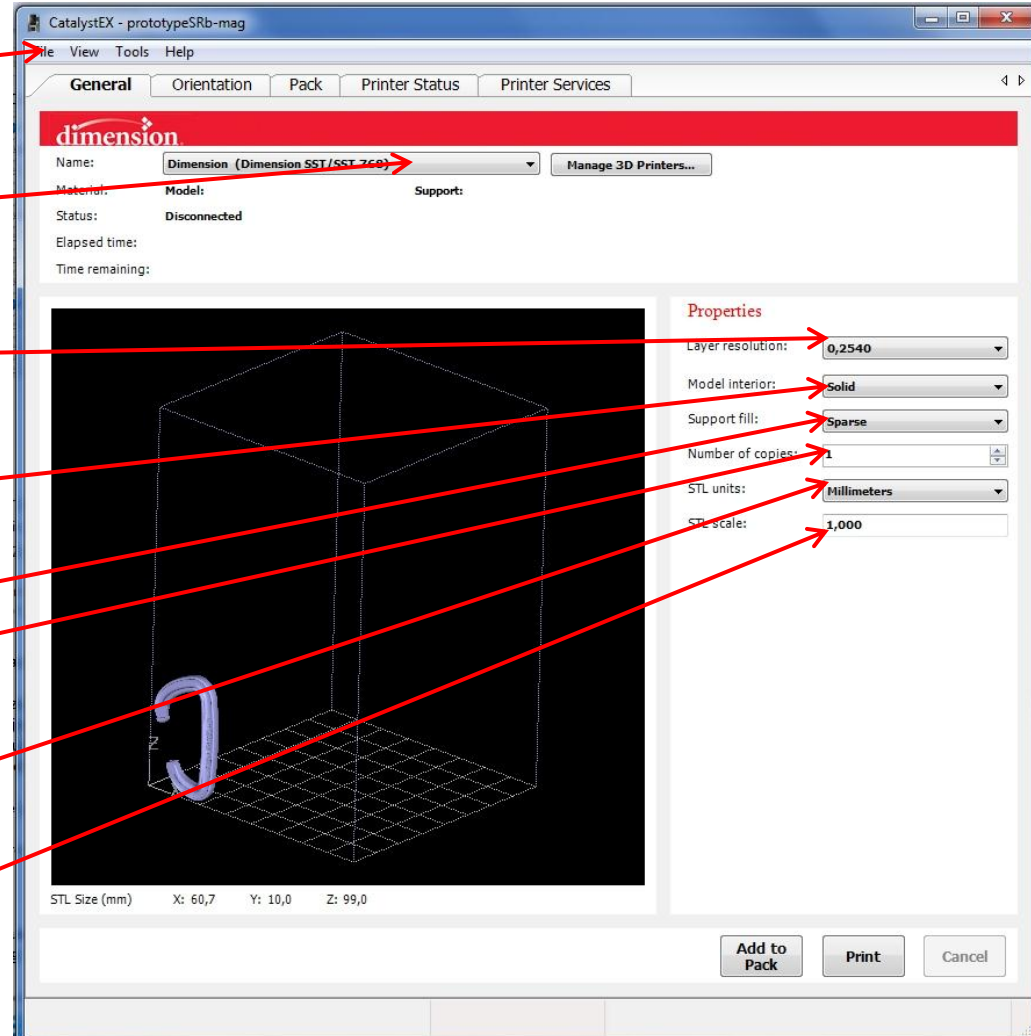 CatalystEX - prototypeSRb-mag
File View Tools Help
General Orientation Pack Printer Status Printer Services
dimension
Name: Dimension (Dimension SST/SST 768) Manage 3D Printers...
Material: Model: Support:
Status: Disconnected
Elapsed time:
Time remaining:
Properties
Layer resolution: 0,2540
Model interior: Solid
Support fill: Sparse
Number of copies: 1
STL units: Millimeters
STL scale: 1,000
Z
STL Size (mm) X: 60,7 Y: 10,0 Z: 99,0
Add to
Pack
Print Cancel